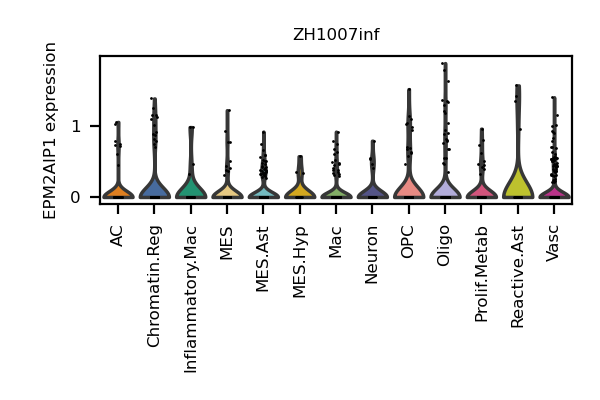 ZH1007inf
EPM2AIP1 expression
1
0
AC
Chromatin.Reg
Inflammatory.Mac
MES
MES.Ast
MES.Hyp
Mac
Neuron
OPC
Oligo
Prolif.Metab
Reactive.Ast
Vasc